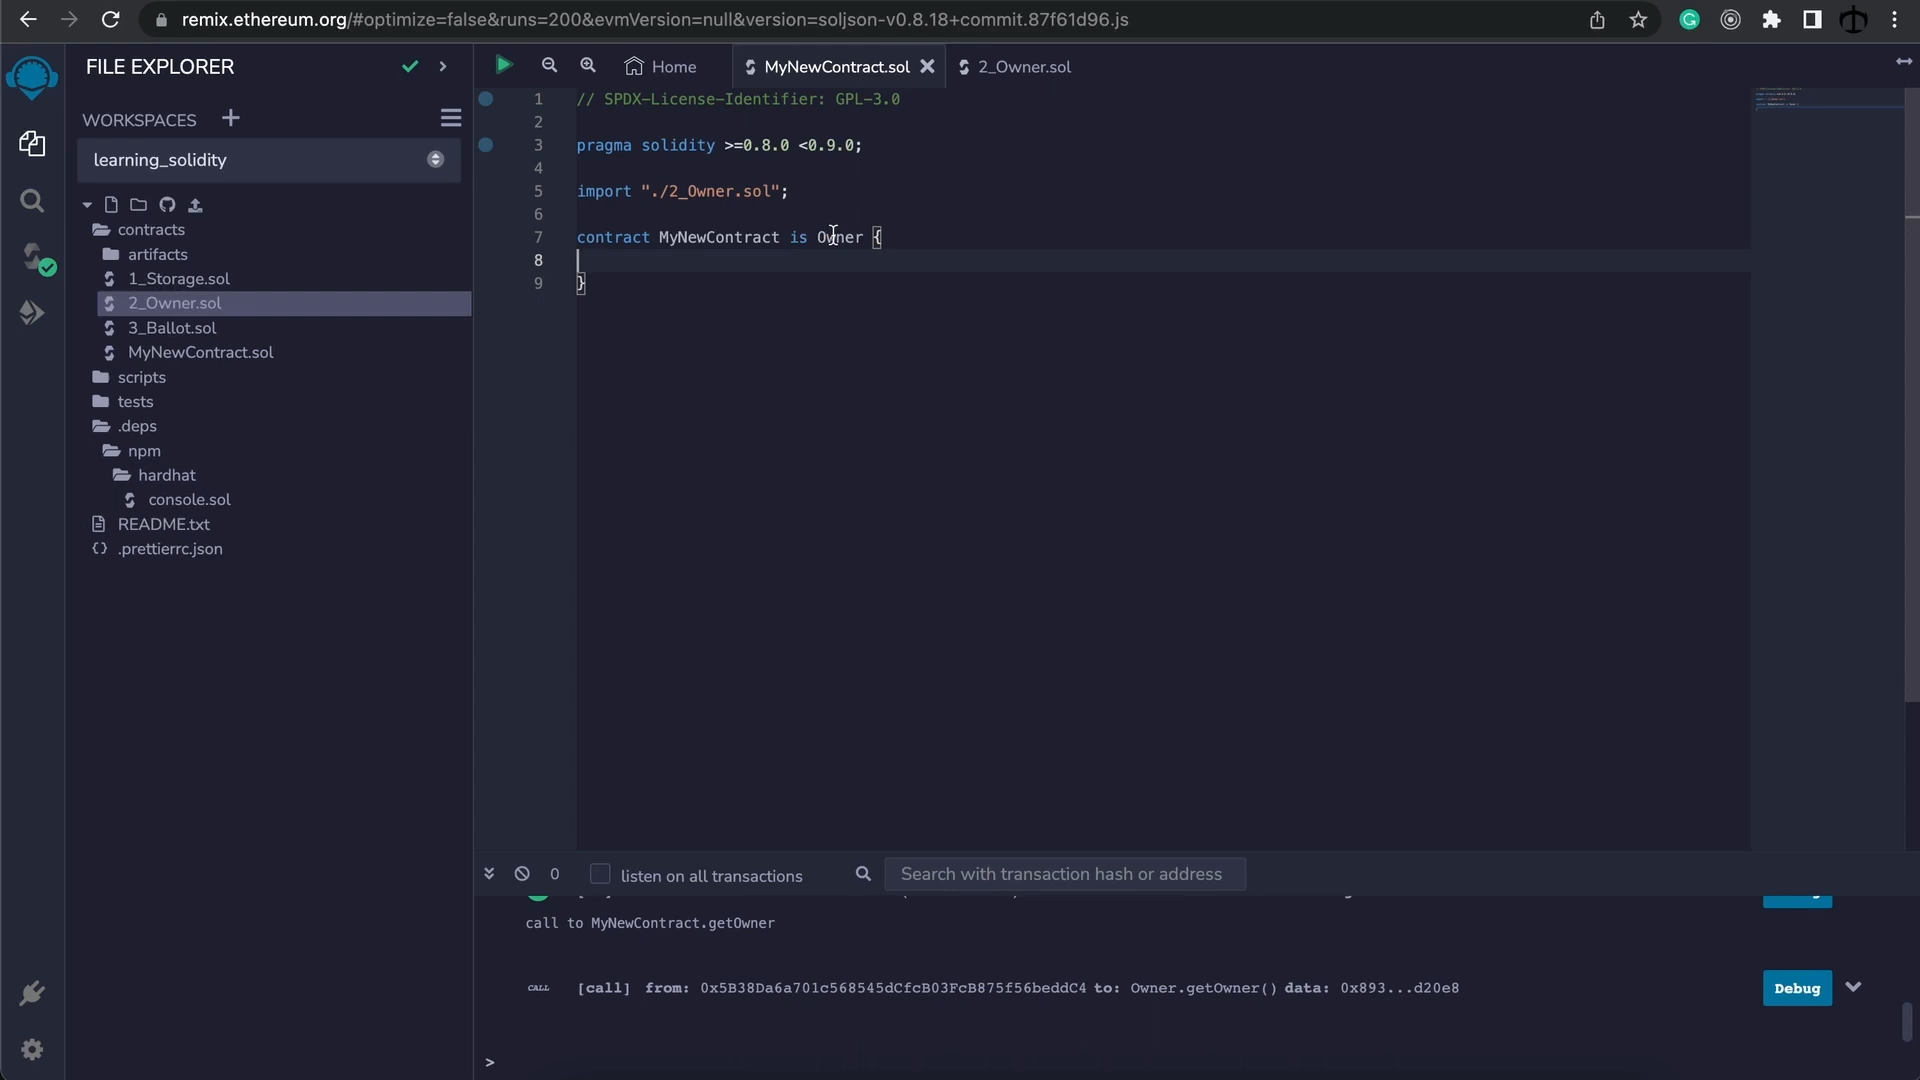 remix.ethereum.org/#optimize=false&runs=200&evmVersion=null&version=soljson-v0.8.18+commit.87f61d96.js
FILE EXPLORER
WORKSPACES
learning_solidity
contracts
artifacts
1_Storage.sol
2_Owner.sol
3_Ballot.sol
MyNewContract.sol
scripts
tests
.deps
npm
hardhat
console.sol
README.txt
{} .prettierrc.json
Home
MyNewContract.sol
2_Owner.sol
1 // SPDX-License-Identifier: GPL-3.0
2
3 pragma solidity >=0.8.0 <0.9.0;
4
5 import "./2_Owner.sol";
6
7 contract MyNewContract is Owner {
8
9 }
0 listen on all transactions Search with transaction hash or address
call to MyNewContract.getOwner
CALL [call] from: 0x5B38Da6a701c568545dCfcB03FcB875f56beddC4 to: Owner.getOwner() data: 0x893...d20e8 Debug
>